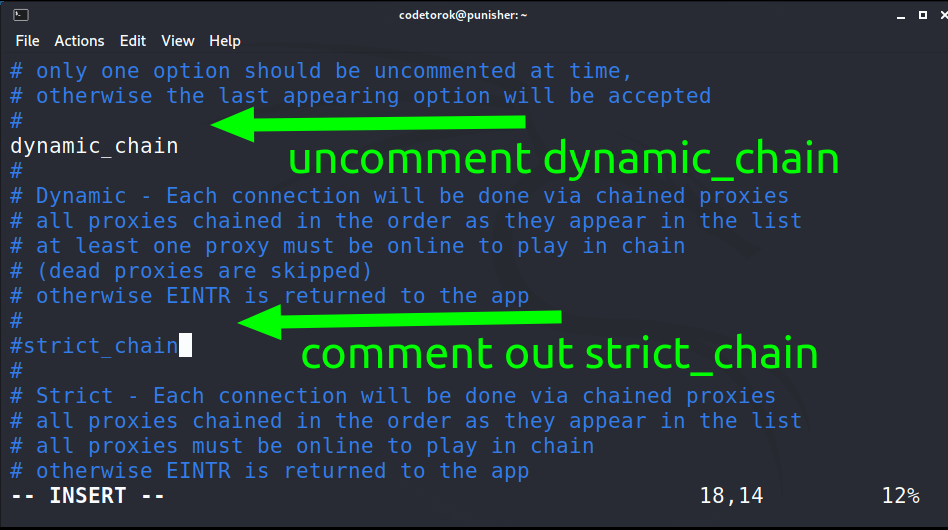 codetorok@punisher: ~
File Actions Edit View Help
# only one option should be uncommented at time,
# otherwise the last appearing option will be accepted
#
dynamic_chain
uncomment dynamic_chain
#
# Dynamic - Each connection will be done via chained proxies
# all proxies chained in the order as they appear in the list
# at least one proxy must be online to play in chain
# (dead proxies are skipped)
# otherwise EINTR is returned to the app
#
#strict_chain
comment out strict_chain
#
# Strict - Each connection will be done via chained proxies
# all proxies chained in the order as they appear in the list
# all proxies must be online to play in chain
# otherwise EINTR is returned to the app
-- INSERT -- 18,14 12%